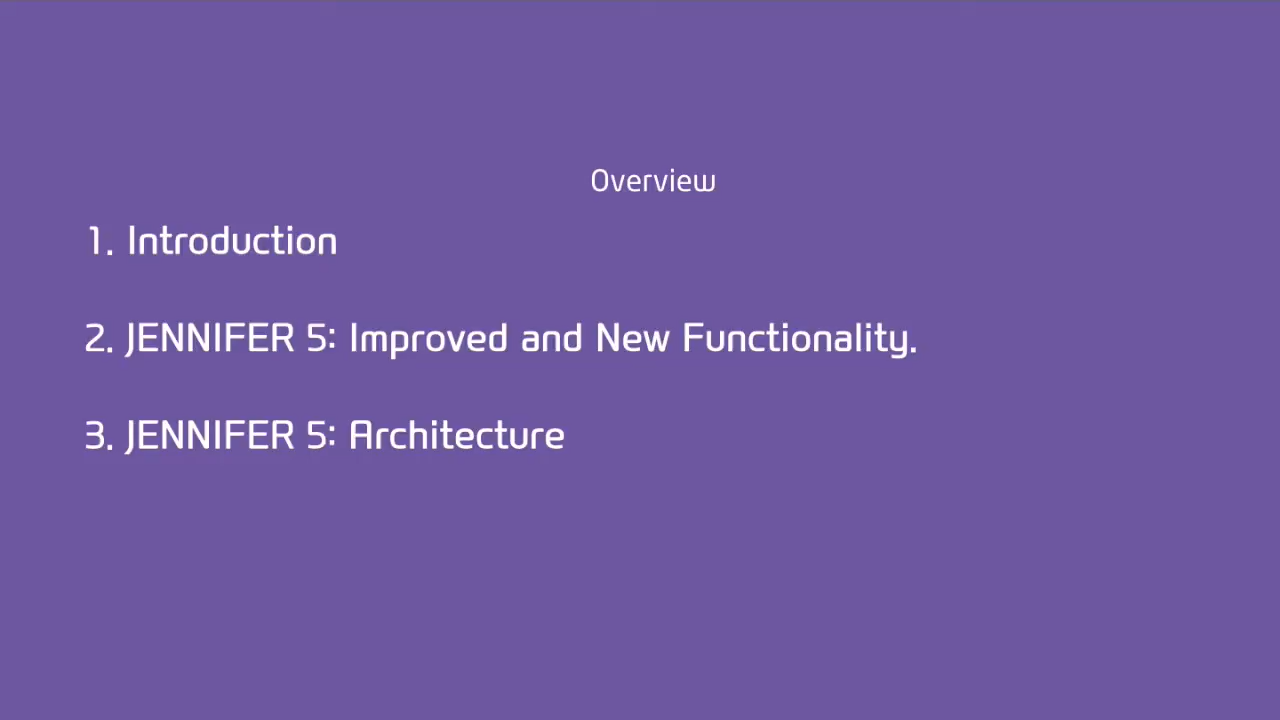 Overview
1. Introduction
2. JENNIFER 5: Improved and New Functionality.
3. JENNIFER 5: Architecture